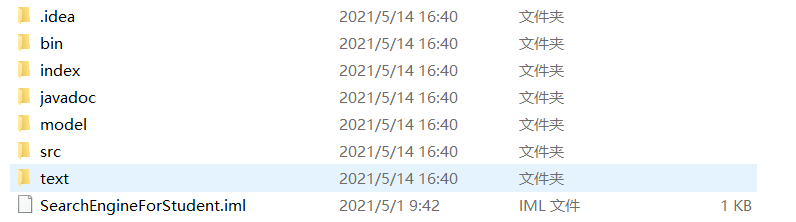 .idea 2021/5/14 16:40 文件夹
bin 2021/5/14 16:40 文件夹
index 2021/5/14 16:40 文件夹
javadoc 2021/5/14 16:40 文件夹
model 2021/5/14 16:40 文件夹
src 2021/5/14 16:40 文件夹
text 2021/5/14 16:40 文件夹
SearchEngineForStudent.iml 2021/5/1 9:42 IML 文件 1 KB